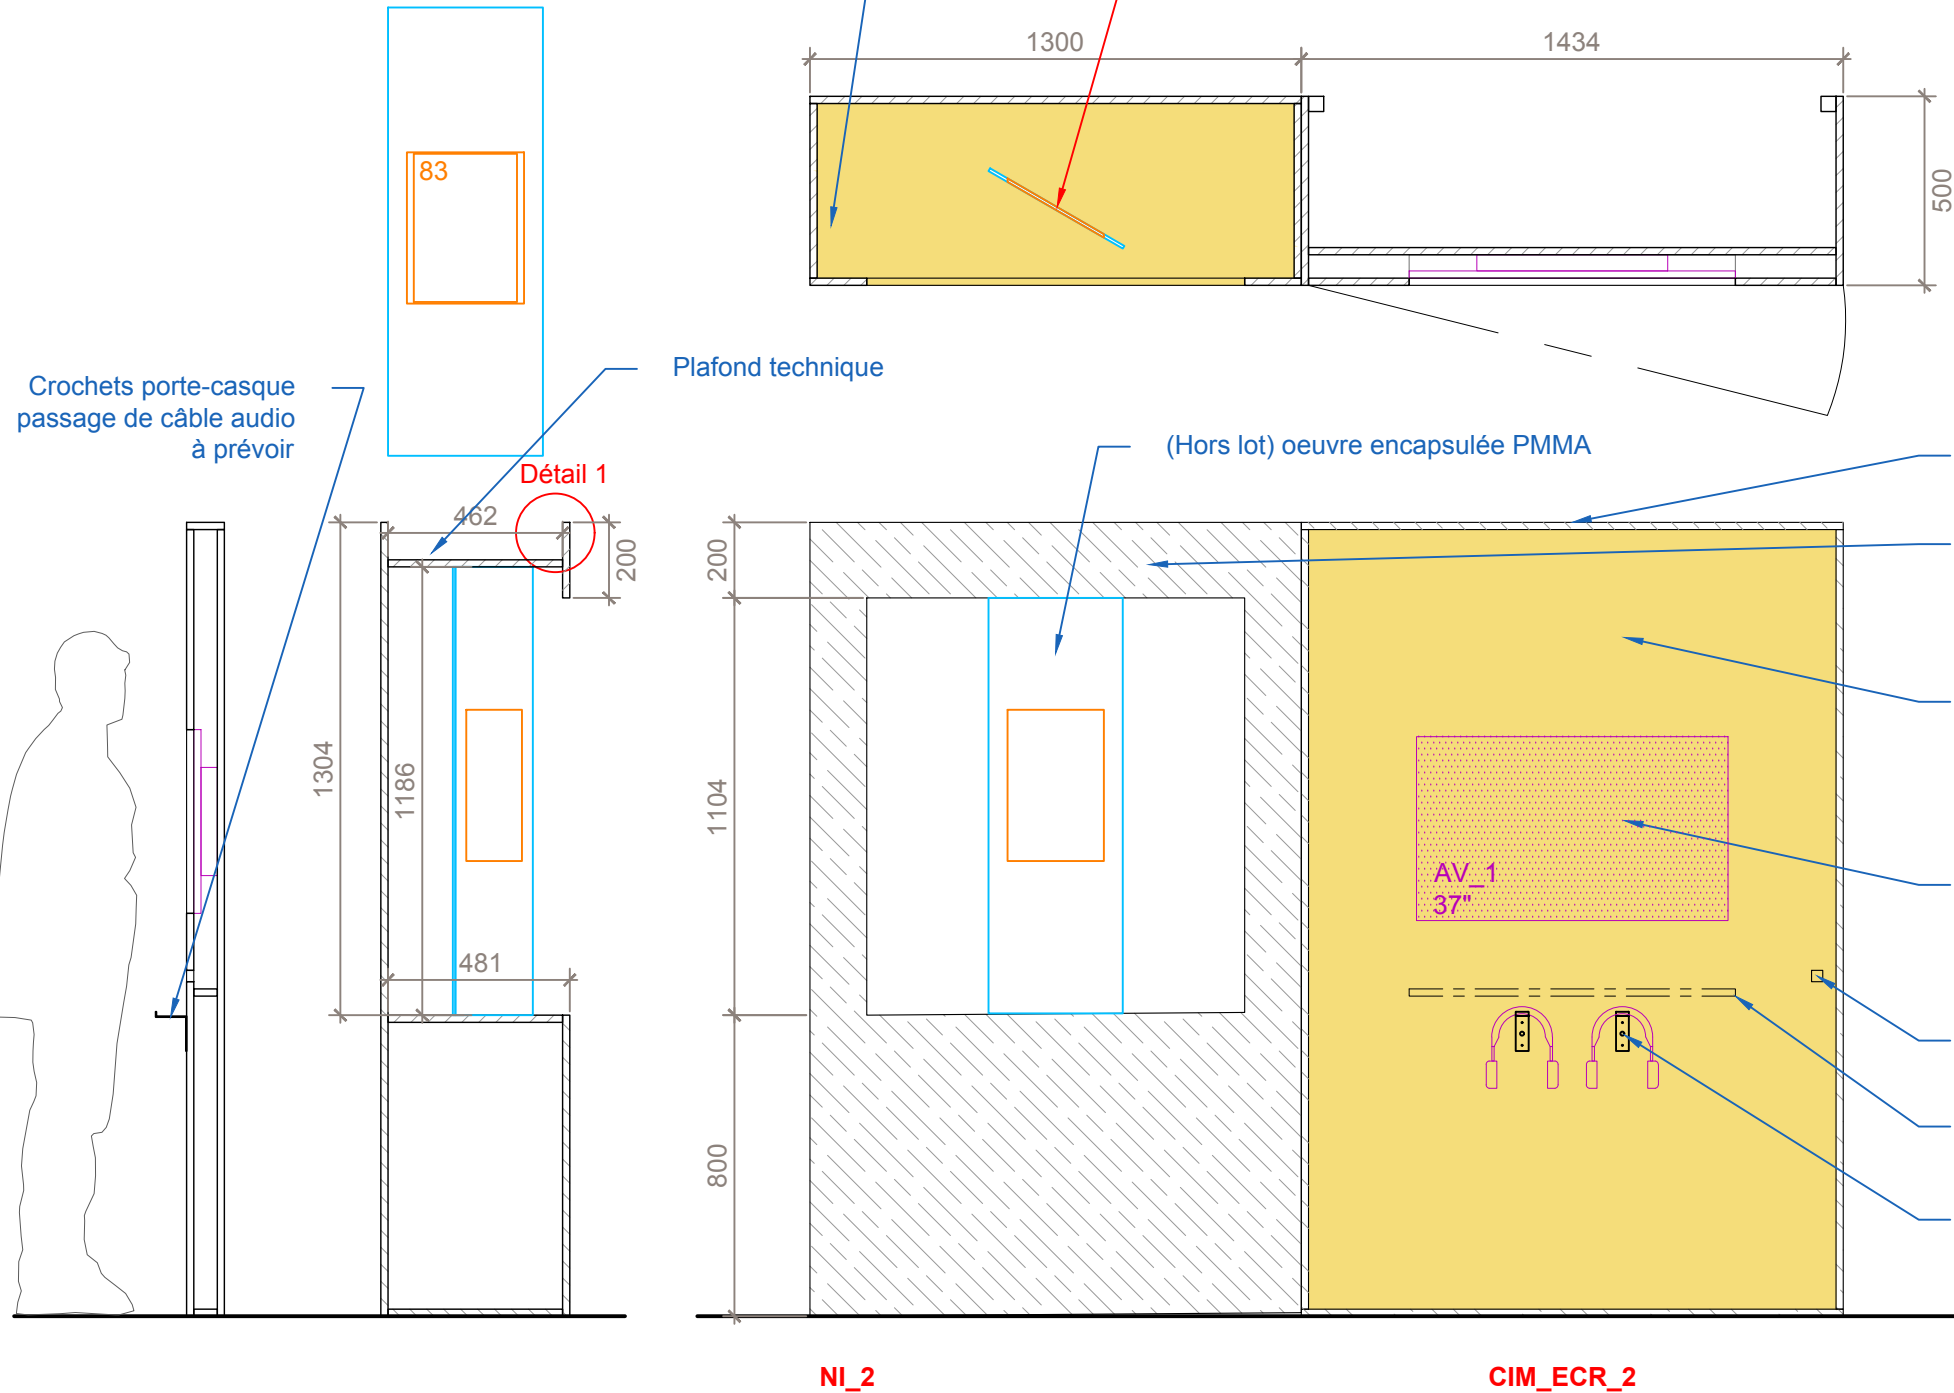 1300
1434
83
500
Crochets porte-casque
passage de câble audio
à prévoir
Plafond technique
(Hors lot) oeuvre encapsulée PMMA
Détail 1
462
200
200
1304
1186
1104
AV_1
37"
481
800
NI_2
CIM_ECR_2